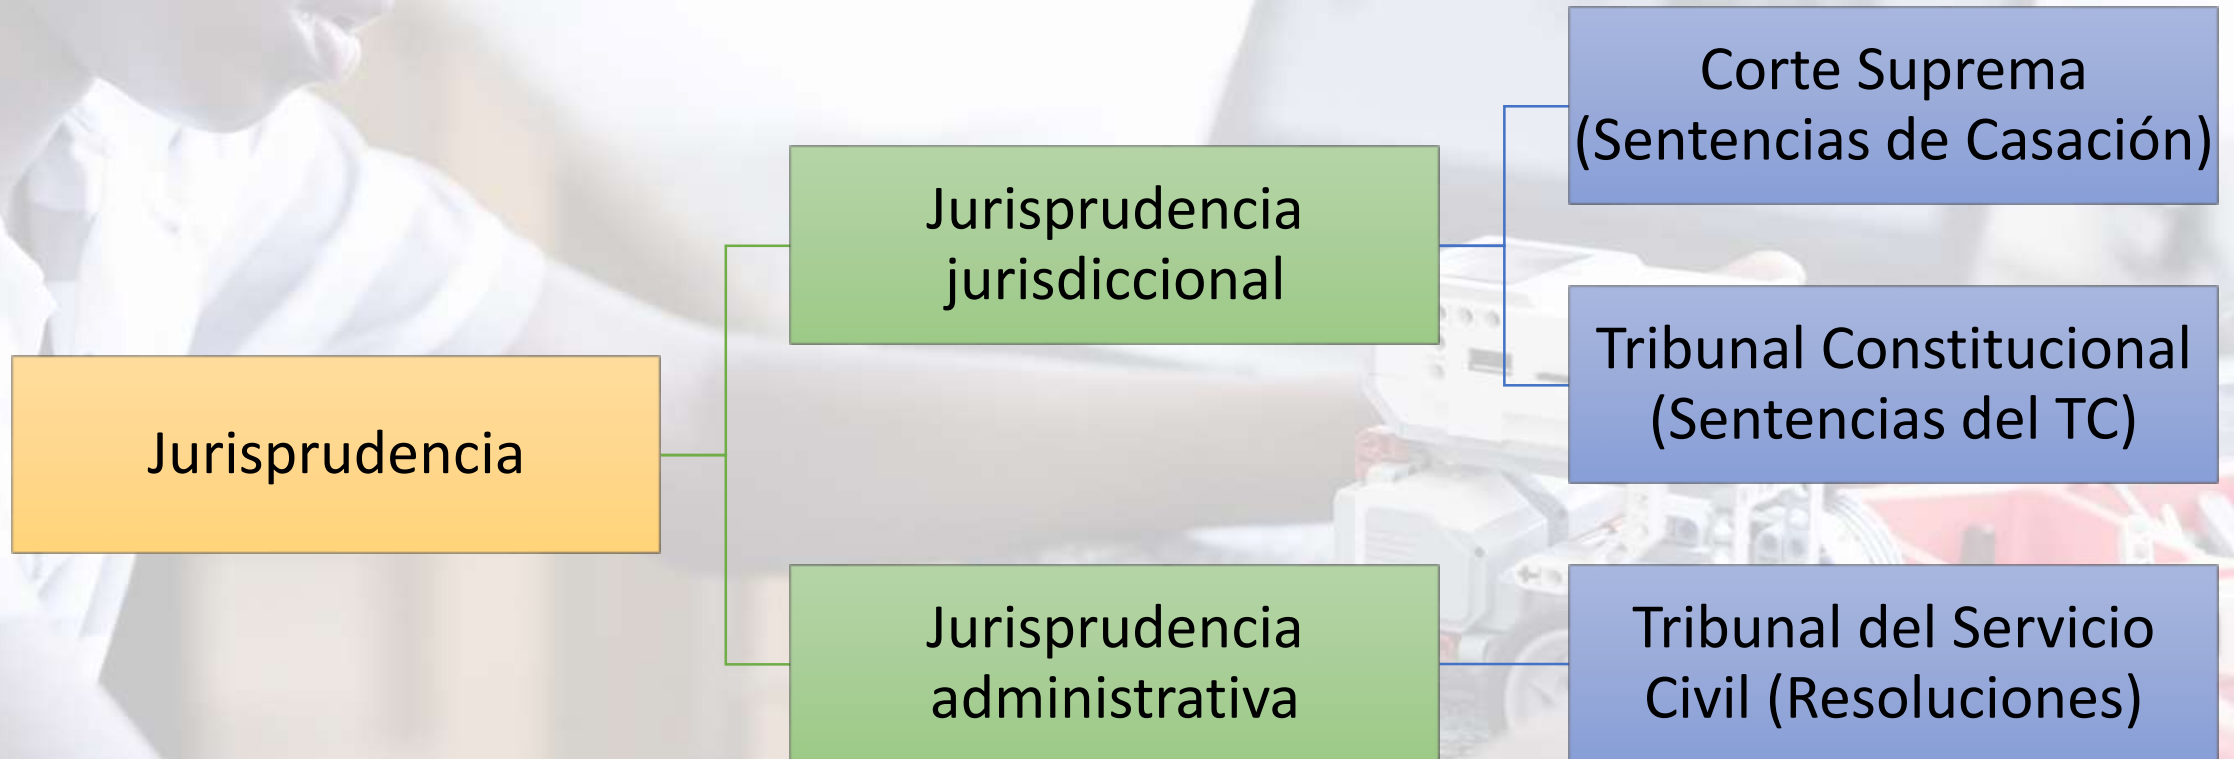 Jurisprudencia
Jurisprudencia
jurisdiccional
Corte Suprema
(Sentencias de Casación)
Tribunal Constitucional
(Sentencias del TC)
Jurisprudencia
administrativa
Tribunal del Servicio
Civil (Resoluciones)